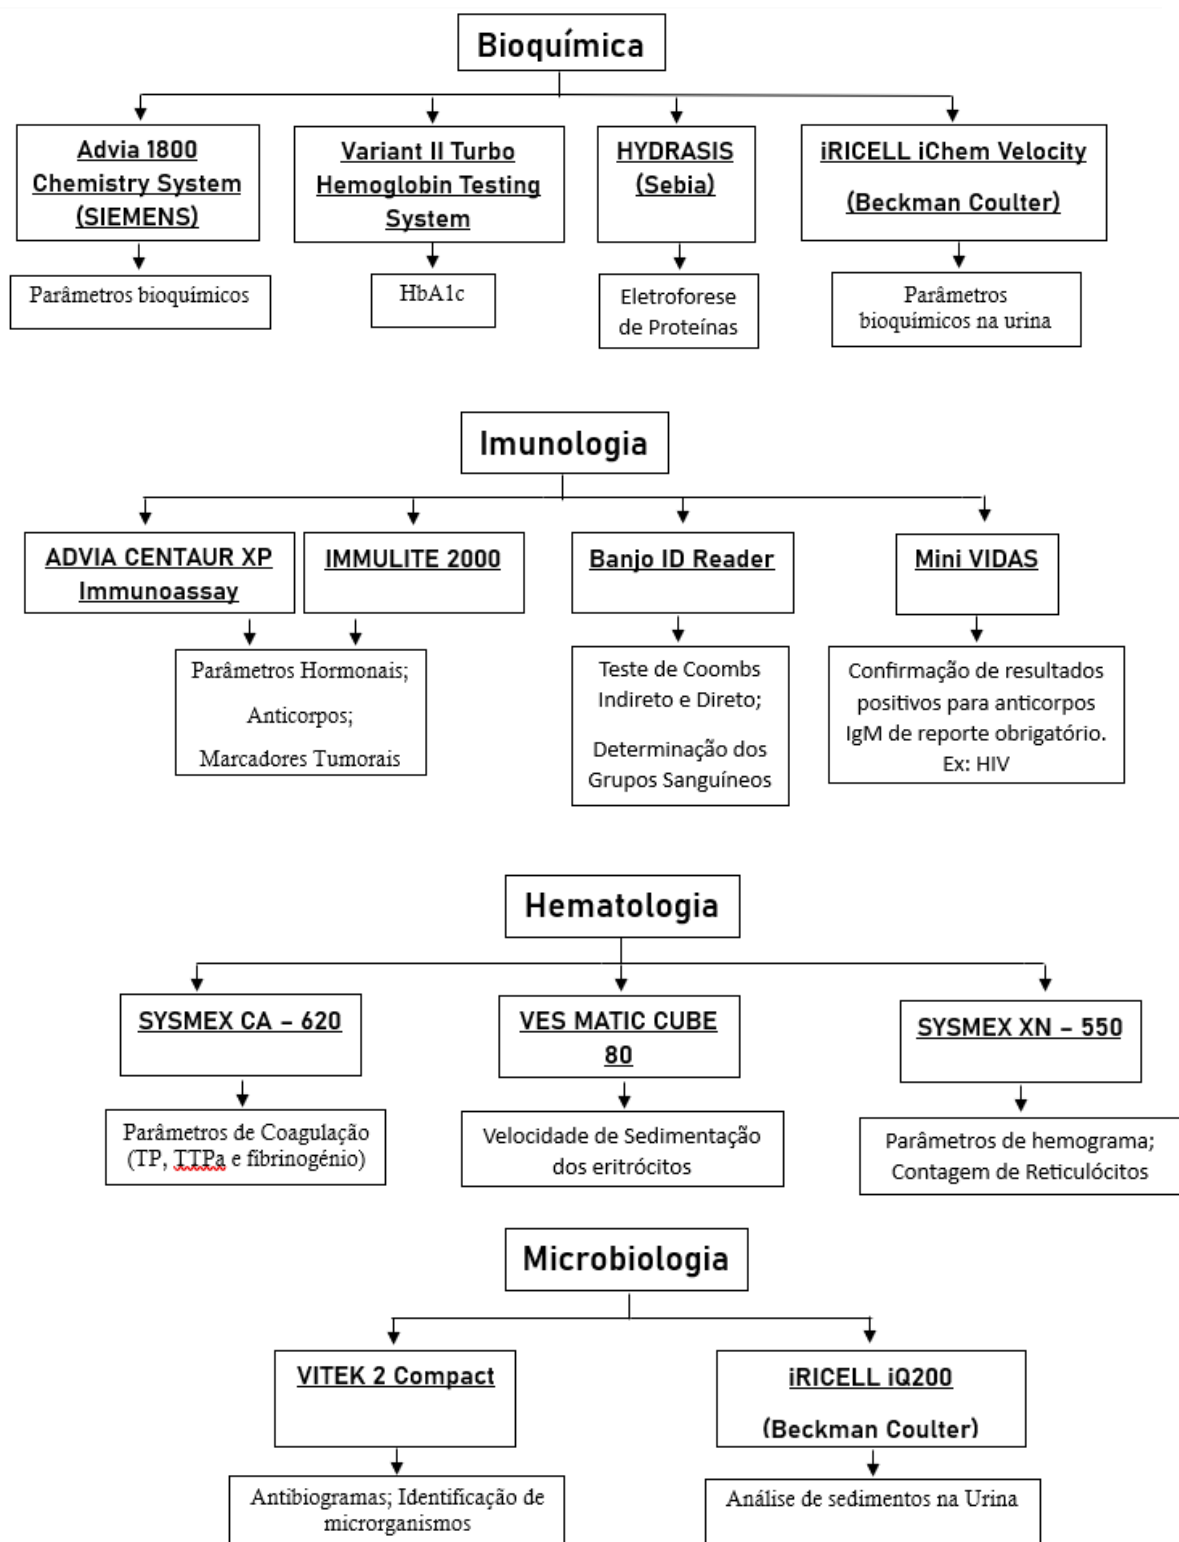 Bioquímica
Advia 1800
Chemistry System
(SIEMENS)
Variant II Turbo
Hemoglobin Testing
System
HYDRASIS
(Sebia)
iRICELL iChem Velocity
(Beckman Coulter)
Parâmetros bioquímicos
HbA1c
Eletroforese
de Proteínas
Parâmetros
bioquímicos na urina
Imunologia
ADVIA CENTAUR XP
Immunoassay
IMMULITE 2000
Banjo ID Reader
Mini VIDAS
Parâmetros Hormonais;
Anticorpos;
Marcadores Tumorais
Teste de Coombs
Indireto e Direto;
Determinação dos
Grupos Sanguíneos
Confirmação de resultados
positivos para anticorpos
IgM de reporte obrigatório.
Ex: HIV
Hematologia
SYSMEX CA – 620
VES MATIC CUBE
80
SYSMEX XN – 550
Parâmetros de Coagulação
(TP, TTPa e fibrinogénio)
Velocidade de Sedimentação
dos eritrócitos
Parâmetros de hemograma;
Contagem de Reticulócitos
Microbiologia
VITEK 2 Compact
iRICELL iQ200
(Beckman Coulter)
Antibiogramas; Identificação de
microrganismos
Análise de sedimentos na Urina